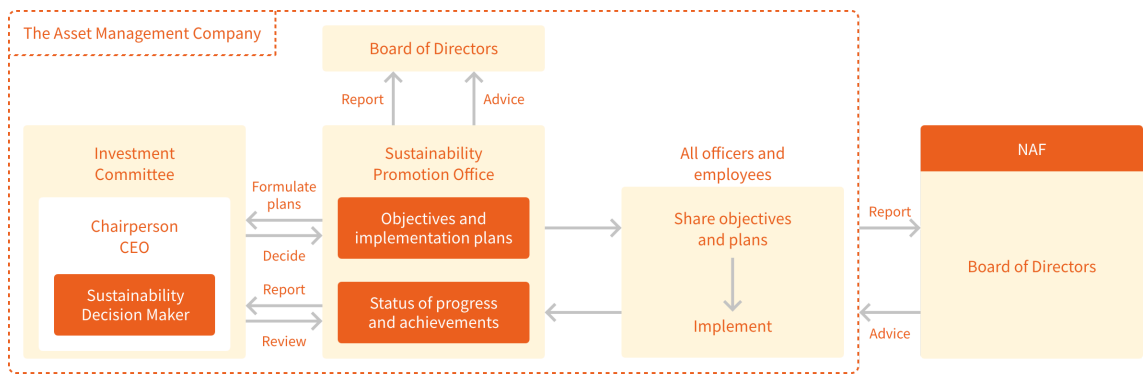 The Asset Management Company
Board of Directors
Report
Advice
Investment
Committee
Chairperson
CEO
Sustainability
Decision Maker
Formulate
plans
Decide
Report
Review
Sustainability
Promotion Office
Objectives and
implementation plans
Status of progress
and achievements
All officers and
employees
Share objectives
and plans
Implement
Report
Advice
NAF
Board of Directors